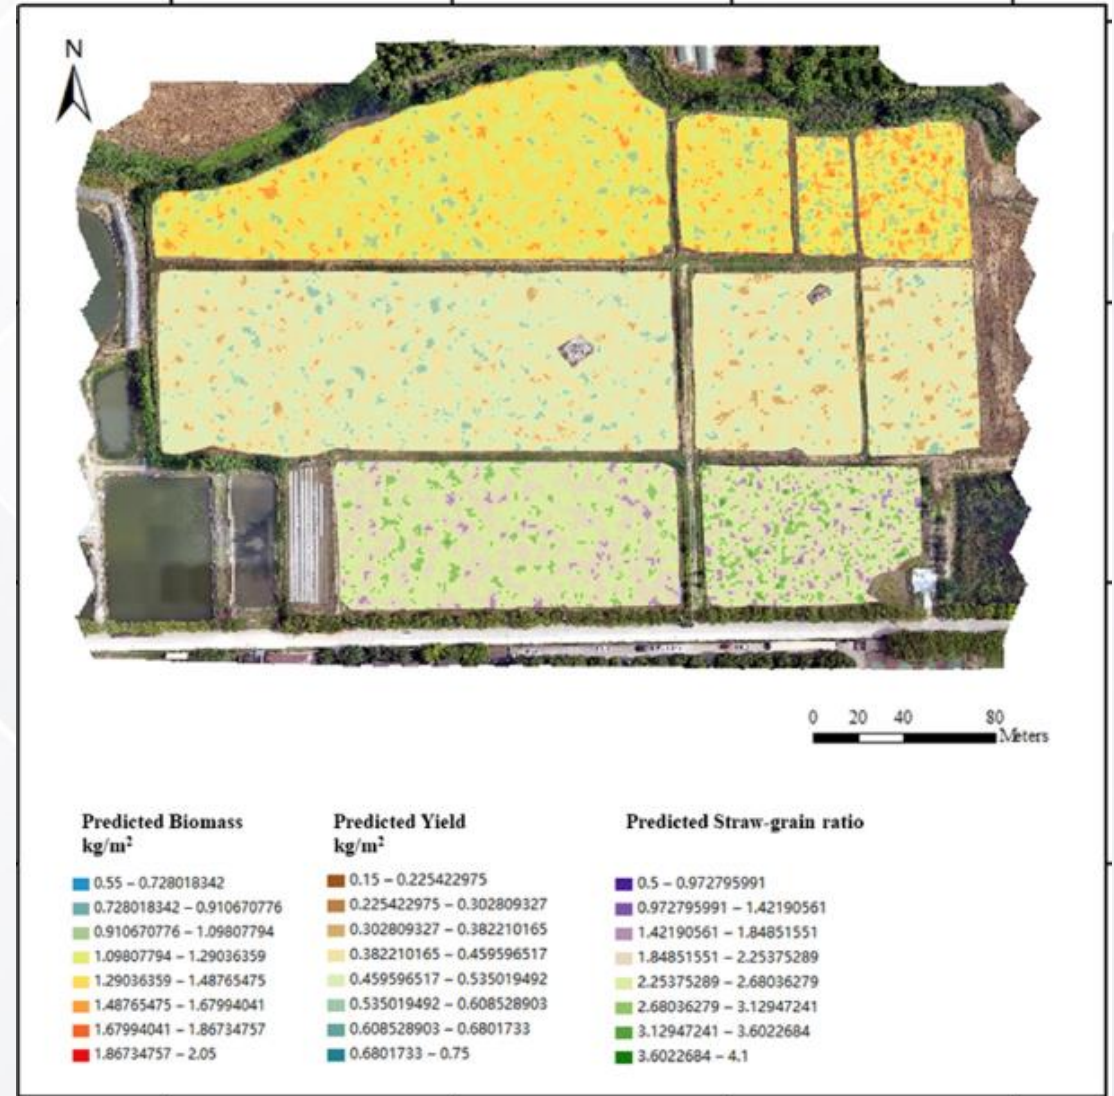 N
0 20 40 80
Meters
Predicted Biomass
kg/m²
0.55 – 0.728018342
0.728018342 – 0.910670776
0.910670776 – 1.09807794
1.09807794 – 1.29036359
1.29036359 – 1.48765475
1.48765475 – 1.67994041
1.67994041 – 1.86734757
1.86734757 – 2.05
Predicted Yield
kg/m²
0.15 – 0.225422975
0.225422975 – 0.302809327
0.302809327 – 0.382210165
0.382210165 – 0.459596517
0.459596517 – 0.535019492
0.535019492 – 0.608528903
0.608528903 – 0.6801733
0.6801733 – 0.75
Predicted Straw-grain ratio
0.5 – 0.972795991
0.972795991 – 1.42190561
1.42190561 – 1.84851551
1.84851551 – 2.25375289
2.25375289 – 2.68036279
2.68036279 – 3.12947241
3.12947241 – 3.6022684
3.6022684 – 4.1